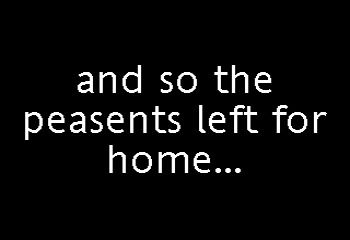 and so the
peasents left for
home...